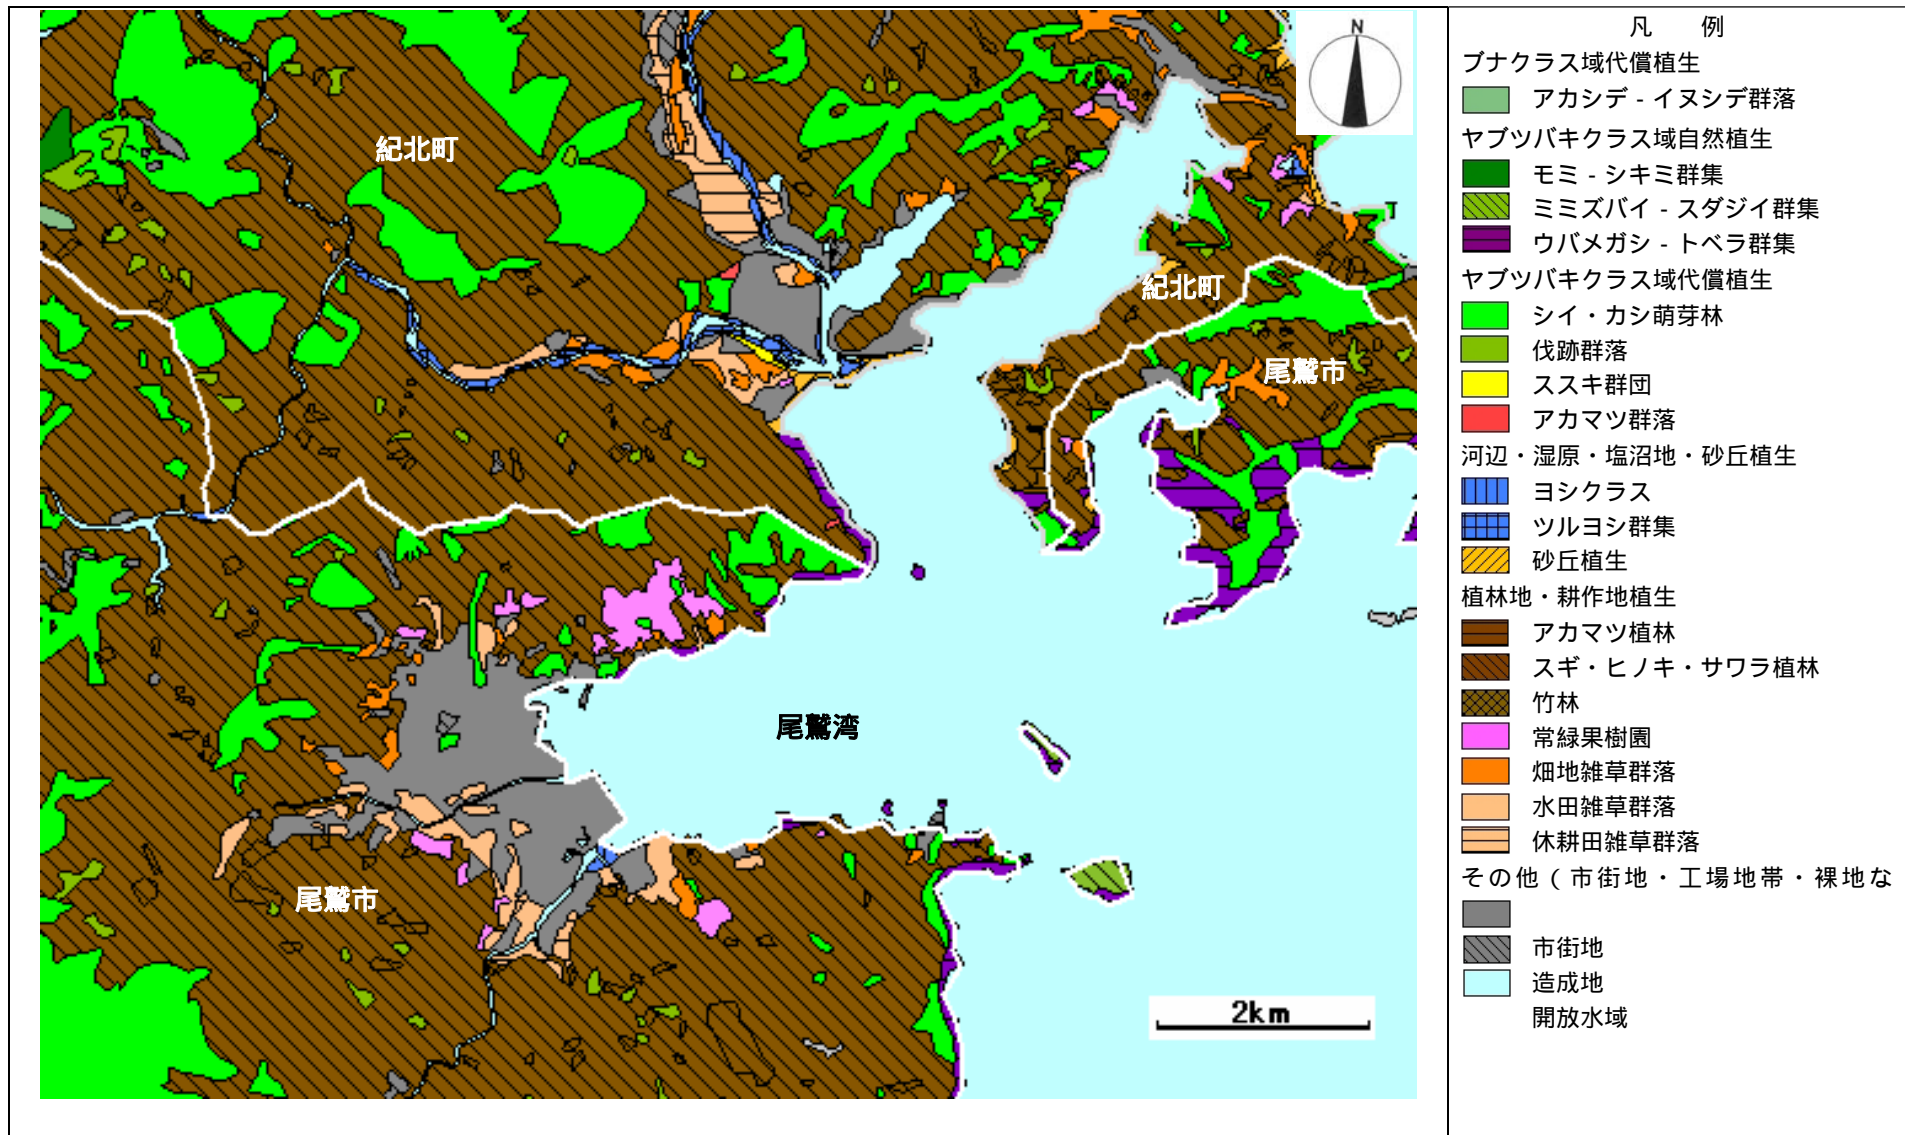 N
紀北町
紀北町
尾鷲市
尾鷲湾
尾鷲市
2km
凡　例
ブナクラス域代償植生
アカシデ - イヌシデ群落
ヤブツバキクラス域自然植生
モミ - シキミ群集
ミミズバイ - スダジイ群集
ウバメガシ - トベラ群集
ヤブツバキクラス域代償植生
シイ・カシ萌芽林
伐跡群落
ススキ群団
アカマツ群落
河辺・湿原・塩沼地・砂丘植生
ヨシクラス
ツルヨシ群集
砂丘植生
植林地・耕作地植生
アカマツ植林
スギ・ヒノキ・サワラ植林
竹林
常緑果樹園
畑地雑草群落
水田雑草群落
休耕田雑草群落
その他（市街地・工場地帯・裸地な
市街地
造成地
開放水域